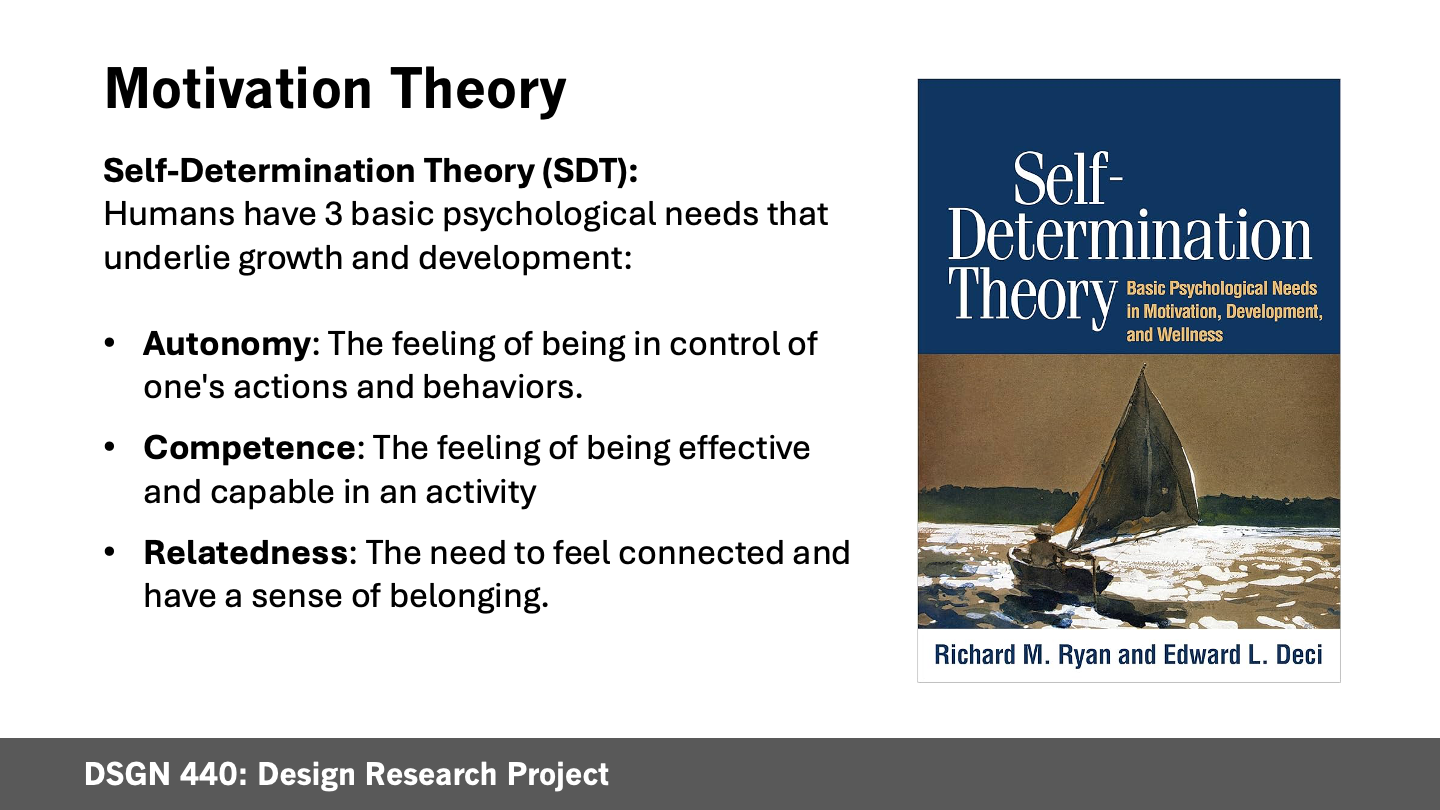 Motivation Theory
Self-Determination Theory (SDT):
Humans have 3 basic psychological needs that
underlie growth and development:
• Autonomy: The feeling of being in control of
one's actions and behaviors.
• Competence: The feeling of being effective
and capable in an activity
• Relatedness: The need to feel connected and
have a sense of belonging.
Self-
Determination
Theory
Basic Psychological Needs
in Motivation, Development,
and Wellness
Richard M. Ryan and Edward L. Deci
DSGN 440: Design Research Project